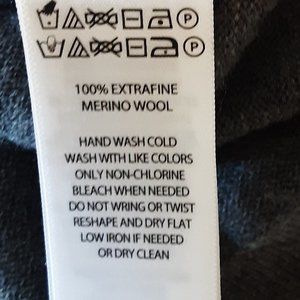 P
P
100% EXTRAFINE
MERINO WOOL
HAND WASH COLD
WASH WITH LIKE COLORS
ONLY NON-CHLORINE
BLEACH WHEN NEEDED
DO NOT WRING OR TWIST
RESHAPE AND DRY FLAT
LOW IRON IF NEEDED
OR DRY CLEAN